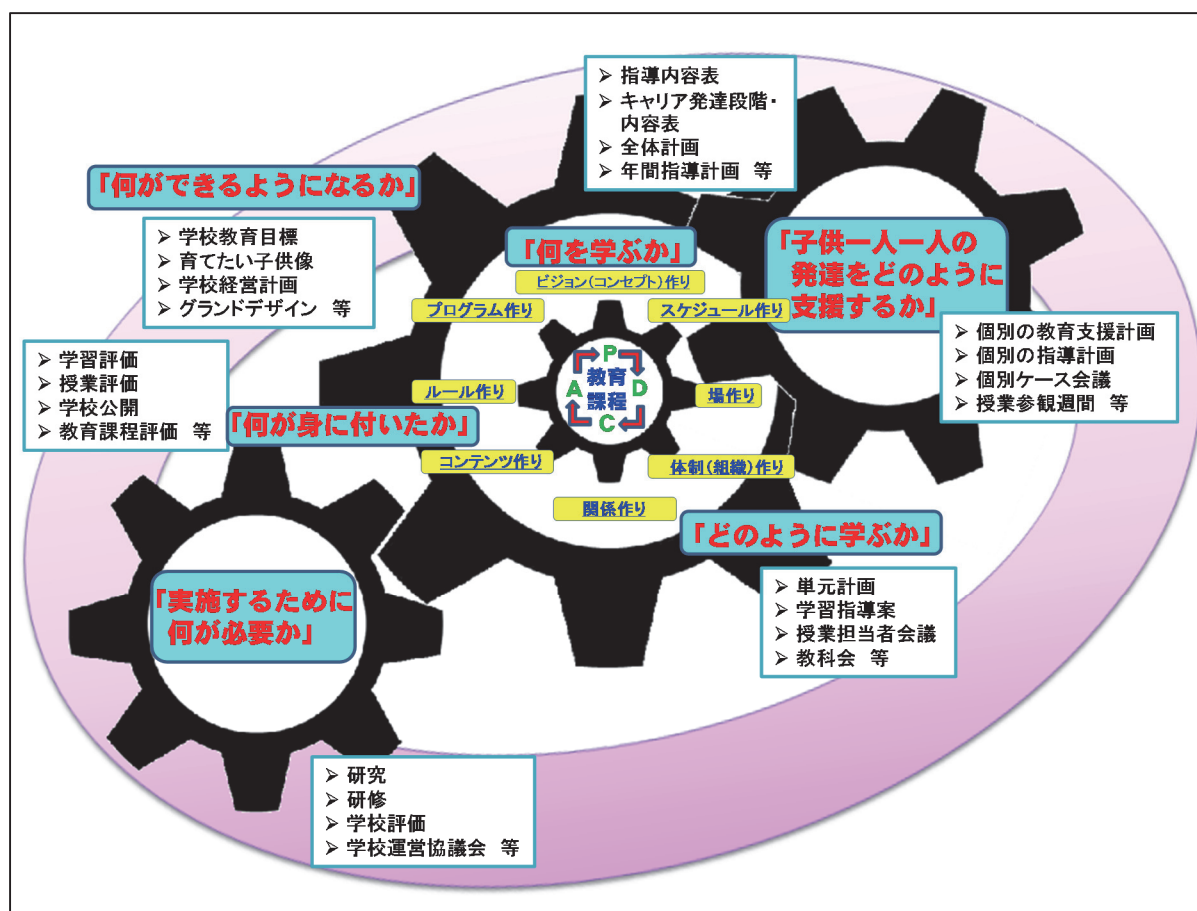 ➢ 指導内容表
➢ キャリア発達段階・
内容表
➢ 全体計画
➢ 年間指導計画 等
「何ができるようになるか」
➢ 学校教育目標
➢ 育てたい子供像
➢ 学校経営計画
➢ グランドデザイン 等
「何を学ぶか」
「子供一人一人の
発達をどのように
支援するか」
➢ 個別の教育支援計画
➢ 個別の指導計画
➢ 個別ケース会議
➢ 授業参観週間 等
ビジョン(コンセプト)作り
プログラム作り
スケジュール作り
ルール作り
場作り
コンテンツ作り
体制(組織)作り
関係作り
P
A
教育
課程
D
C
➢ 学習評価
➢ 授業評価
➢ 学校公開
➢ 教育課程評価 等
「何が身に付いたか」
「どのように学ぶか」
➢ 単元計画
➢ 学習指導案
➢ 授業担当者会議
➢ 教科会 等
「実施するために
何が必要か」
➢ 研究
➢ 研修
➢ 学校評価
➢ 学校運営協議会 等